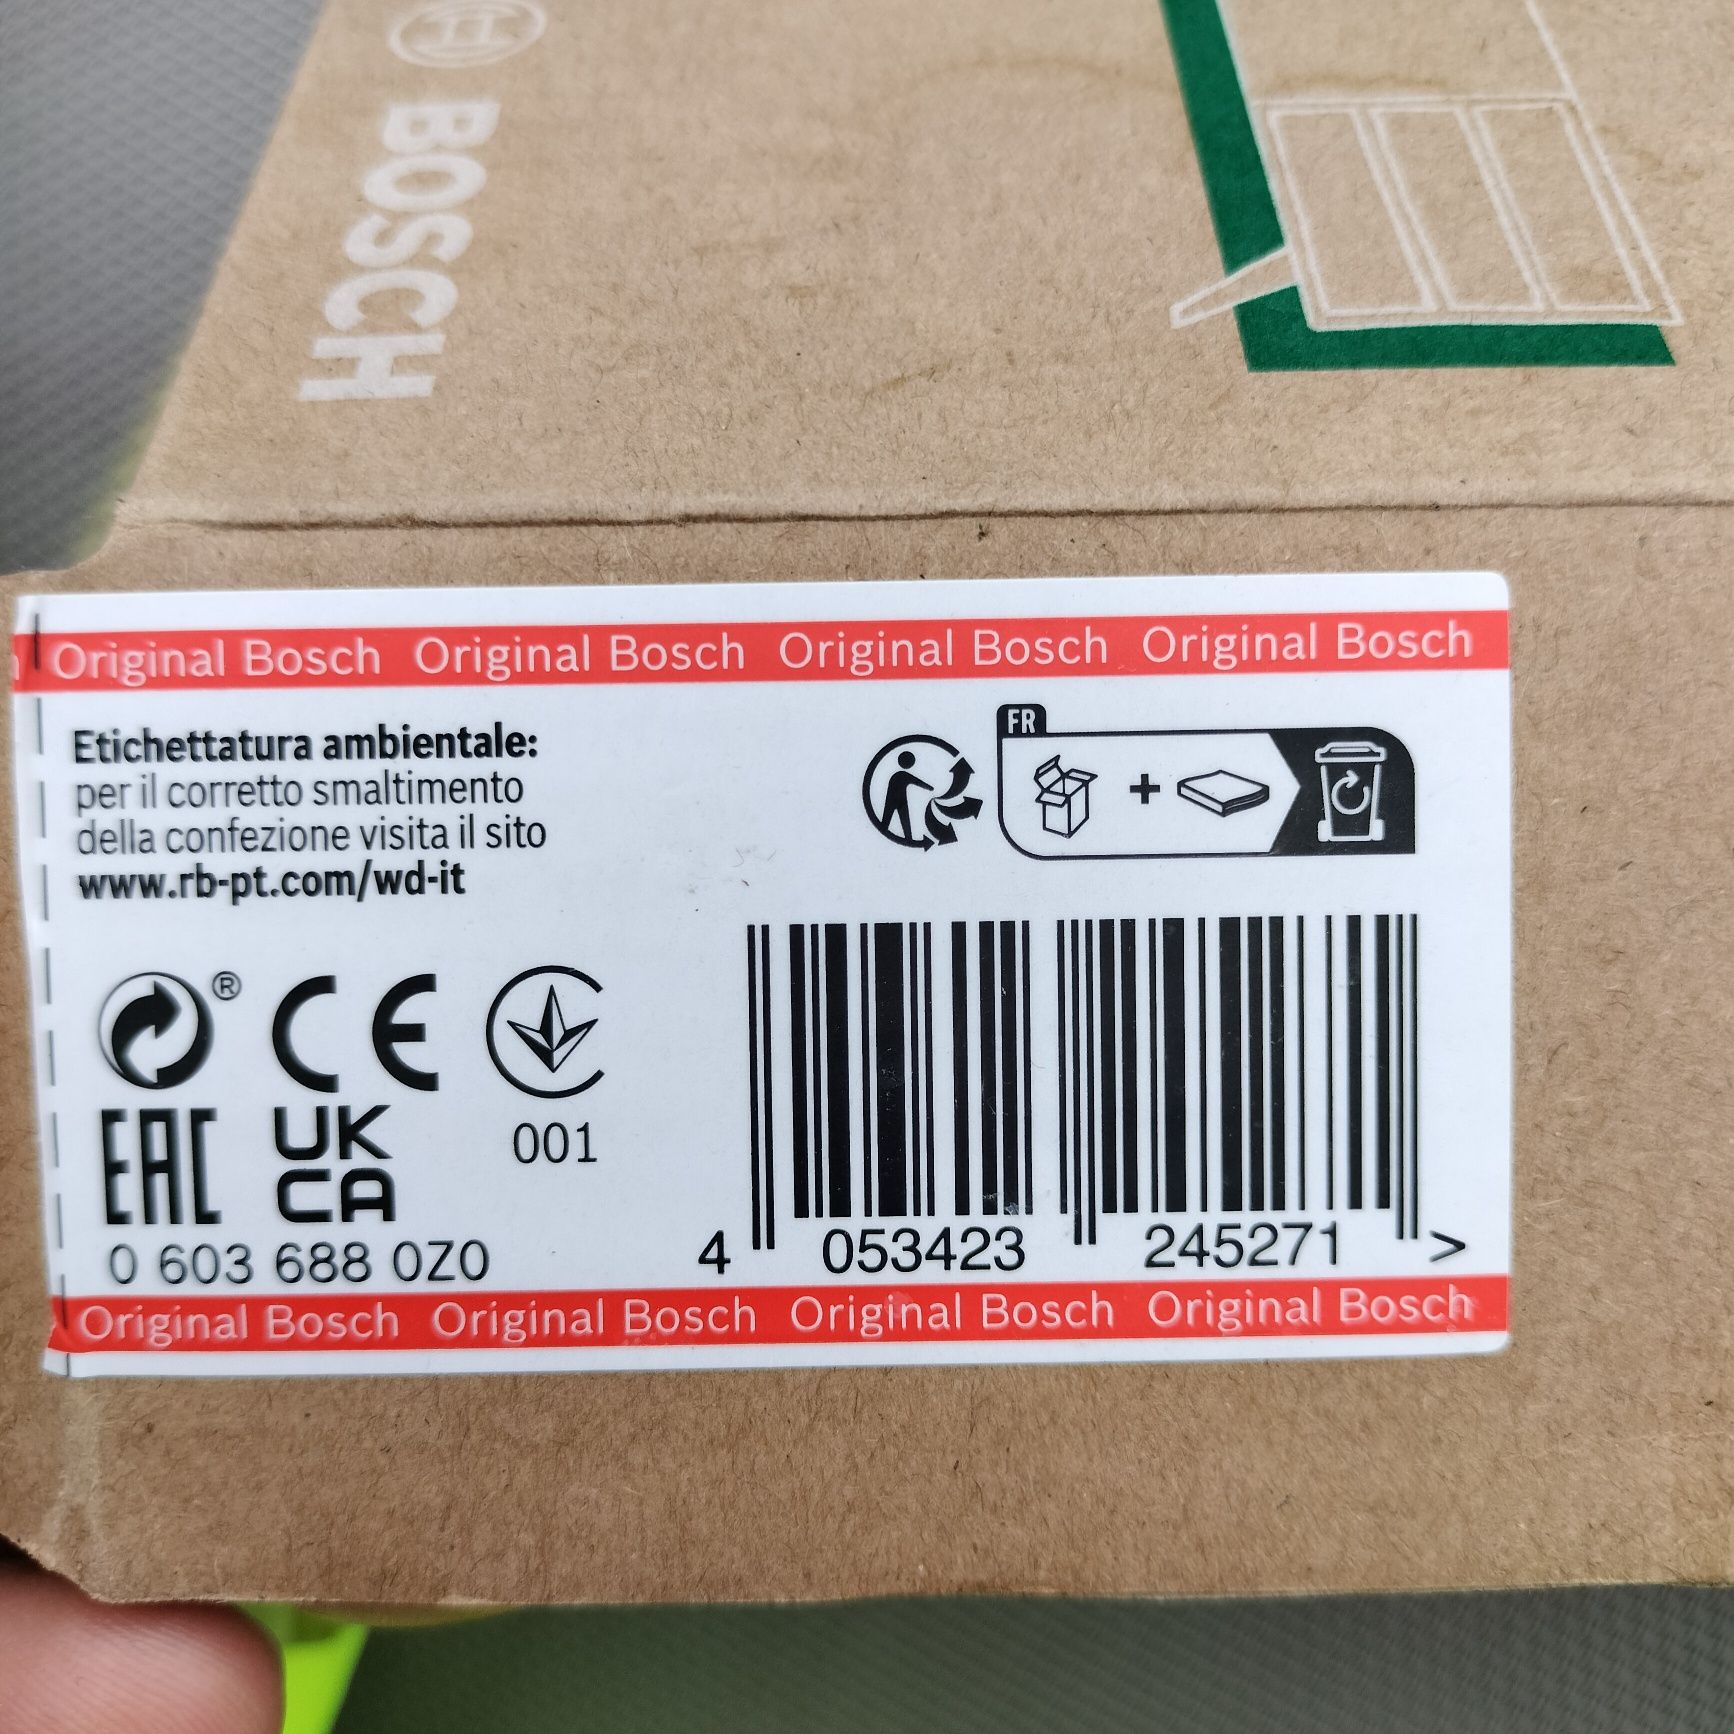 BOSCH
Original Bosch Original Bosch Original Bosch Original Bosch
FR
Etichettatura ambientale:
per il corretto smaltimento
della confezione visita il sito
www.rb-pt.com/wd-it
+
®
CE
EAC
UK
CA
001
0 603 688 0Z0
4 053423 245271 >
Original Bosch Original Bosch Original Bosch Original Bosch